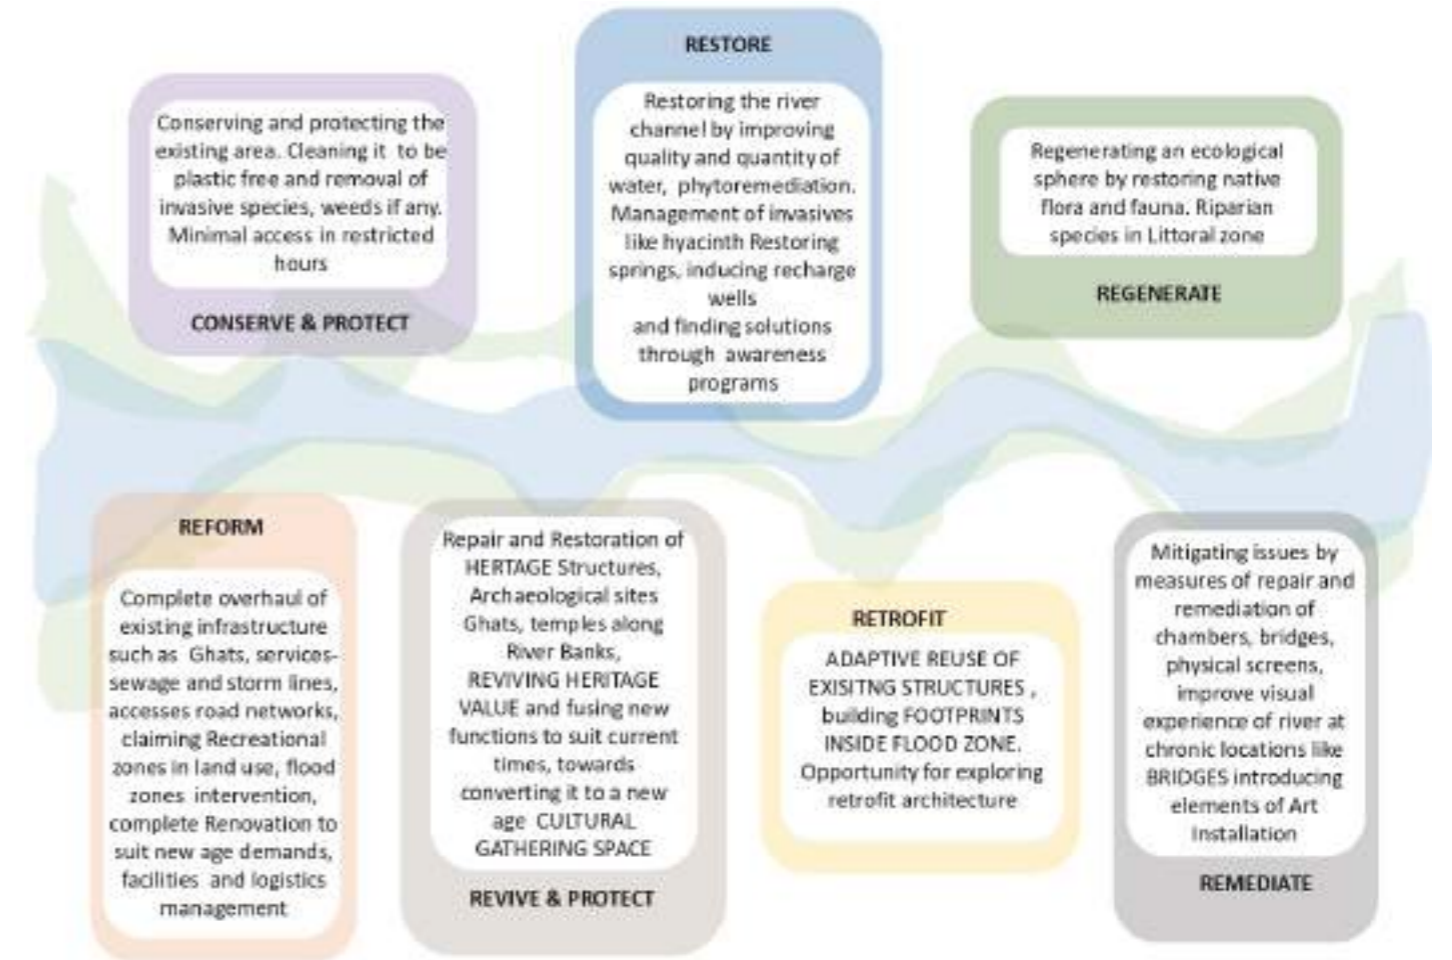 Conserving and protecting the
existing area. Cleaning it to be
plastic free and removal of
invasive species, weeds if any.
Minimal access in restricted
hours
CONSERVE & PROTECT
RESTORE
Restoring the river
channel by improving
quality and quantity of
water, phytoremediation.
Management of invasives
like hyacinth Restoring
springs, inducing recharge
wells
and finding solutions
through awareness
programs
Regenerating an ecological
sphere by restoring native
flora and fauna. Riparian
species in Littoral zone
REGENERATE
REFORM
Complete overhaul of
existing infrastructure
such as Ghats, services-
sewage and storm lines,
accesses road networks,
claiming Recreational
zones in land use, flood
zones intervention,
complete Renovation to
suit new age demands,
facilities and logistics
management
Repair and Restoration of
HERTAGE Structures,
Archaeological sites
Ghats, temples along
River Banks,
REVIVING HERITAGE
VALUE and fusing new
functions to suit current
times, towards
converting it to a new
age CULTURAL
GATHERING SPACE
REVIVE & PROTECT
RETROFIT
ADAPTIVE REUSE OF
EXISITNG STRUCTURES ,
building FOOTPRINTS
INSIDE FLOOD ZONE.
Opportunity for exploring
retrofit architecture
Mitigating issues by
measures of repair and
remediation of
chambers, bridges,
physical screens,
improve visual
experience of river at
chronic locations like
BRIDGES introducing
elements of Art
Installation
REMEDIATE